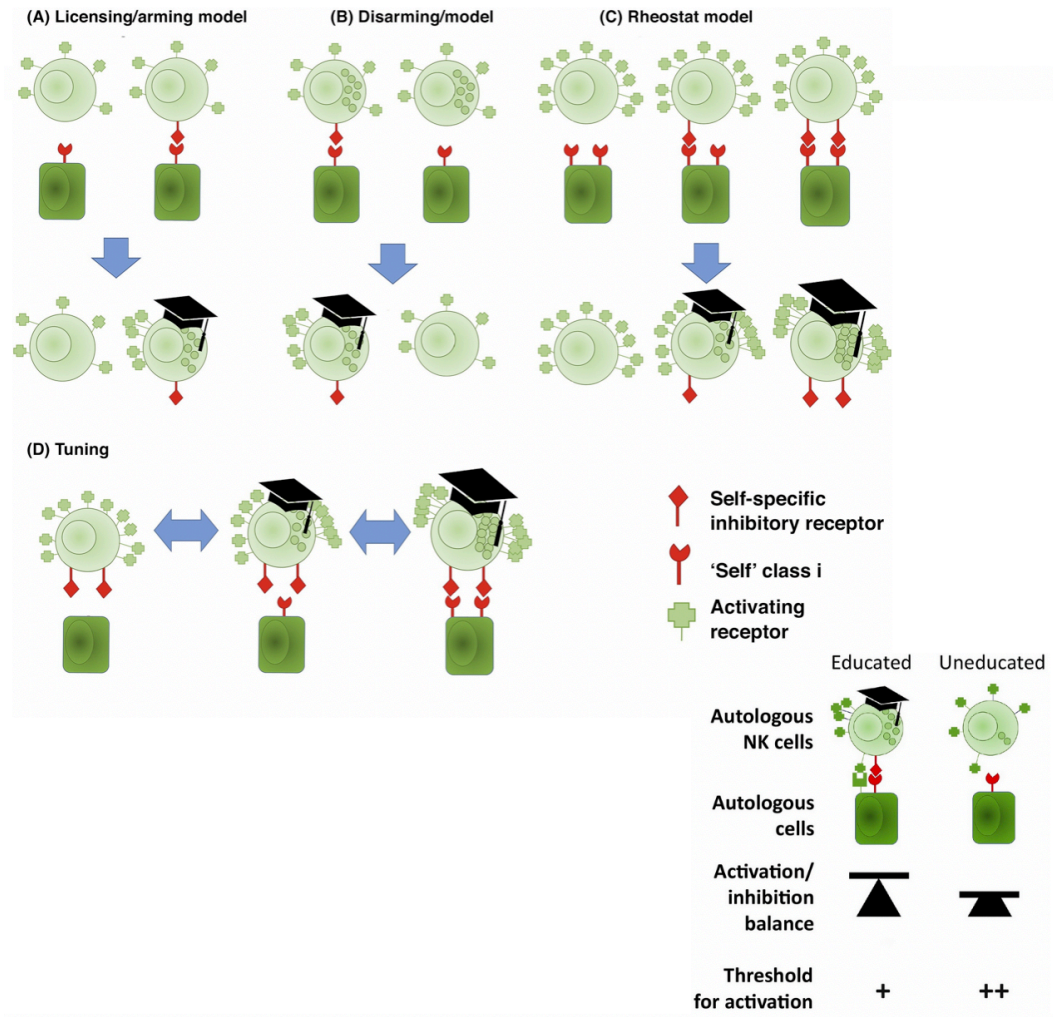 (A) Licensing/arming model
(B) Disarming/model
(C) Rheostat model
(D) Tuning
Self-specific
inhibitory receptor
‘Self’ class i
Activating
receptor
Educated
Uneducated
Autologous
NK cells
Autologous
cells
Activation/
inhibition
balance
Threshold
for activation
+
++